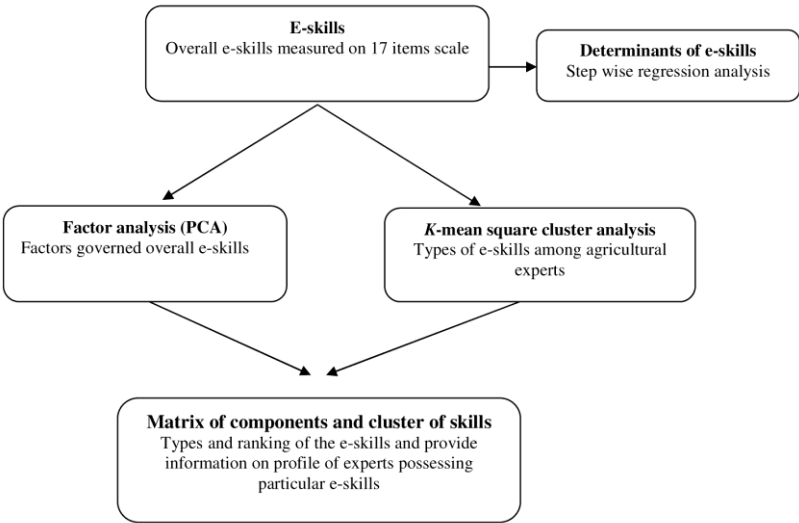 E-skills
Overall e-skills measured on 17 items scale
Determinants of e-skills
Step wise regression analysis
Factor analysis (PCA)
Factors governed overall e-skills
K-mean square cluster analysis
Types of e-skills among agricultural
experts
Matrix of components and cluster of skills
Types and ranking of the e-skills and provide
information on profile of experts possessing
particular e-skills